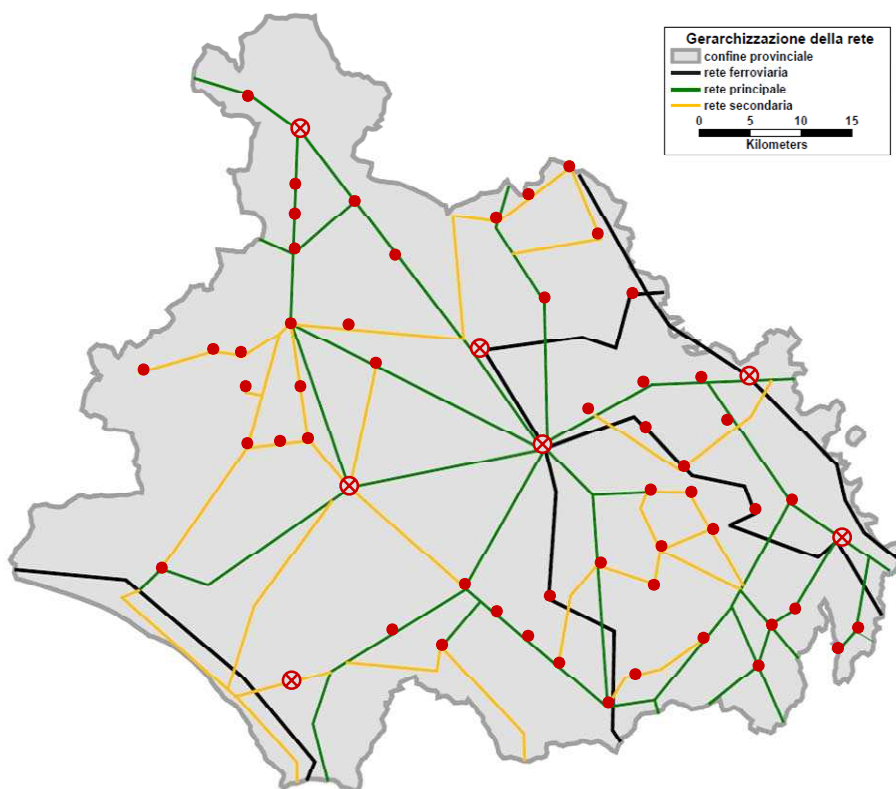 Gerarchizzazione della rete
confine provinciale
rete ferroviaria
rete principale
rete secondaria
0 5 10 15
Kilometers